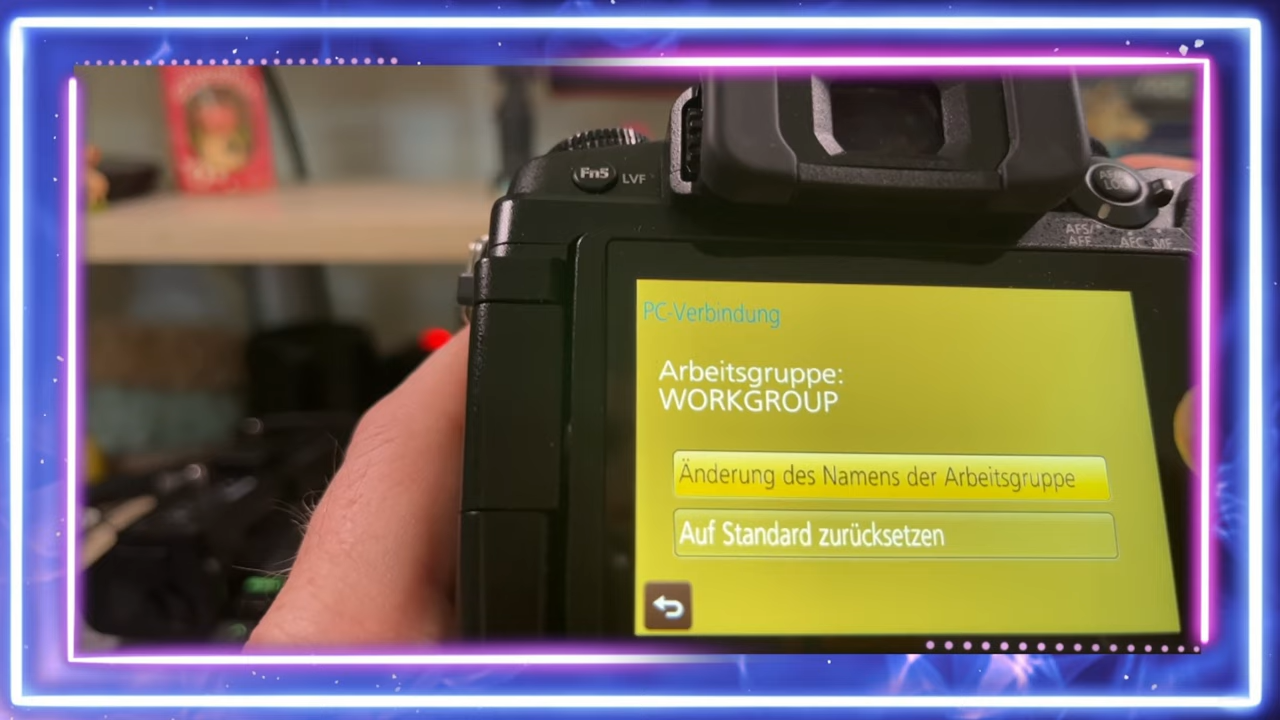 Fn5 LVF
AFS/
AFF AFC MF
PC-Verbindung
Arbeitsgruppe:
WORKGROUP
Änderung des Namens der Arbeitsgruppe
Auf Standard zurücksetzen